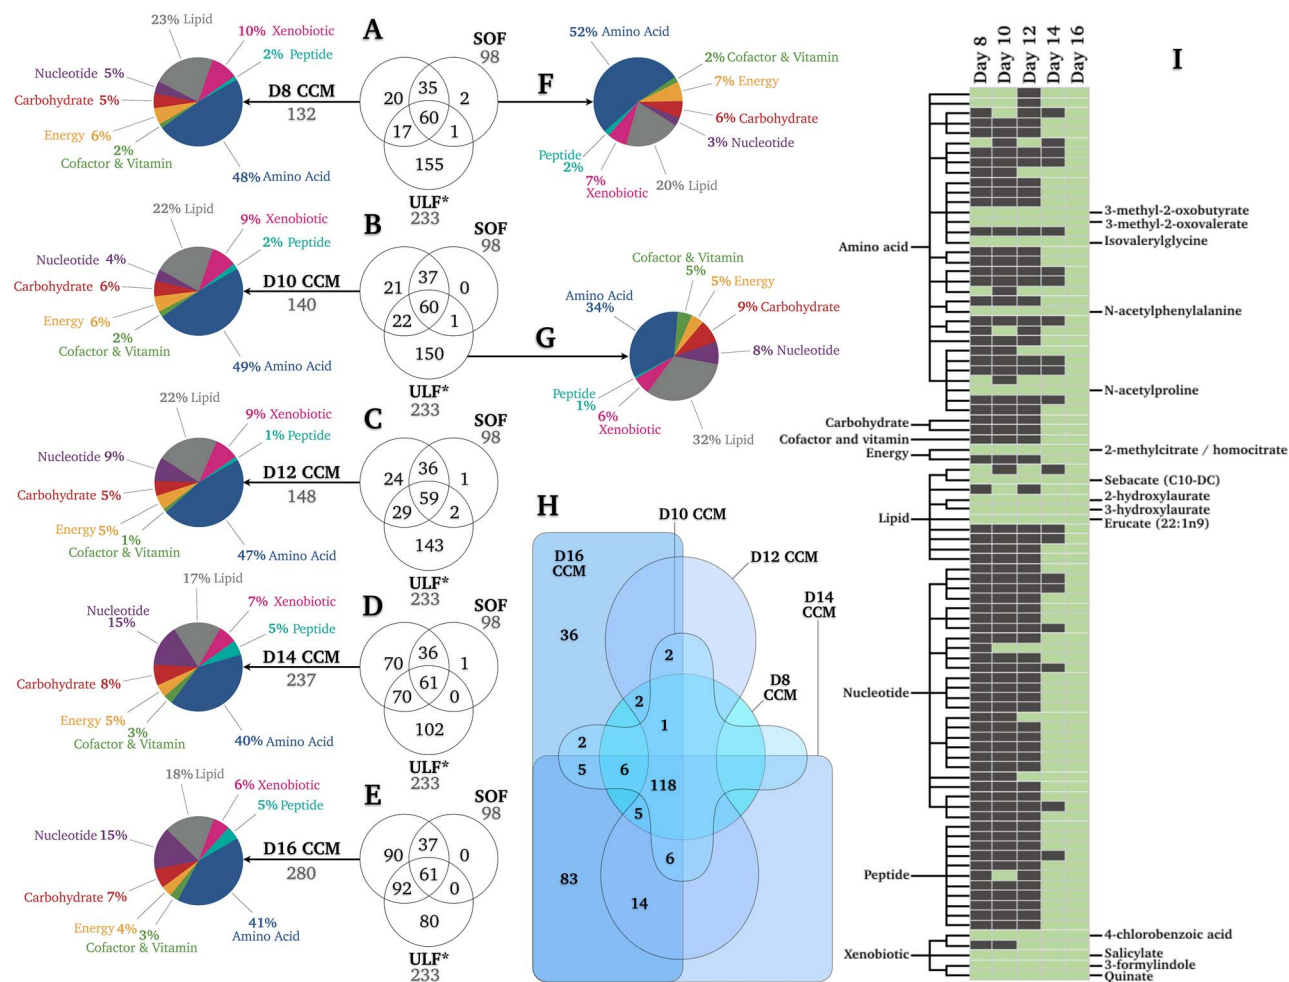 A
23% Lipid
10% Xenobiotic
2% Peptide
Nucleotide 5%
Carbohydrate 5%
Energy 6%
2%
Cofactor & Vitamin
48% Amino Acid
D8 CCM
132
SOF
98
20
35
2
60
17
1
155
ULF*
233
F
52% Amino Acid
2% Cofactor & Vitamin
7% Energy
6% Carbohydrate
3% Nucleotide
20% Lipid
7%
Xenobiotic
Peptide
2%
B
22% Lipid
9% Xenobiotic
2% Peptide
Nucleotide 4%
Carbohydrate 6%
Energy 6%
2%
Cofactor & Vitamin
49% Amino Acid
D10 CCM
140
SOF
98
21
37
0
60
22
1
150
ULF*
233
G
Cofactor & Vitamin
5%
5% Energy
Amino Acid
34%
9% Carbohydrate
8% Nucleotide
Peptide
1%
6%
Xenobiotic
32% Lipid
C
22% Lipid
9% Xenobiotic
1% Peptide
Nucleotide 9%
Carbohydrate 5%
Energy 5%
1%
Cofactor & Vitamin
47% Amino Acid
D12 CCM
148
SOF
98
24
36
1
59
29
2
143
ULF*
233
D
17% Lipid
7% Xenobiotic
5% Peptide
Nucleotide
15%
Carbohydrate 8%
Energy 5%
3%
Cofactor & Vitamin
40% Amino Acid
D14 CCM
237
SOF
98
70
36
1
61
70
0
102
ULF*
233
E
18% Lipid
6% Xenobiotic
5% Peptide
Nucleotide 15%
Carbohydrate 7%
Energy 4%
3%
Cofactor & Vitamin
41%
Amino Acid
D16 CCM
280
SOF
98
90
37
0
61
92
0
80
ULF*
233
H
D10 CCM
D16
CCM
D12 CCM
D14
CCM
D8
CCM
36
2
2
1
2
5
6
118
5
6
83
14
I
Day 8
Day 10
Day 12
Day 14
Day 16
Amino acid
Carbohydrate
Cofactor and vitamin
Energy
Lipid
Nucleotide
Peptide
Xenobiotic
3-methyl-2-oxobutyrate
3-methyl-2-oxovalerate
Isovalerylglycine
N-acetylphenylalanine
N-acetylproline
2-methylcitrate / homocitrate
Sebacate (C10-DC)
2-hydroxylaurate
3-hydroxylaurate
Erucate (22:1n9)
4-chlorobenzoic acid
Salicylate
3-formylindole
Quinate